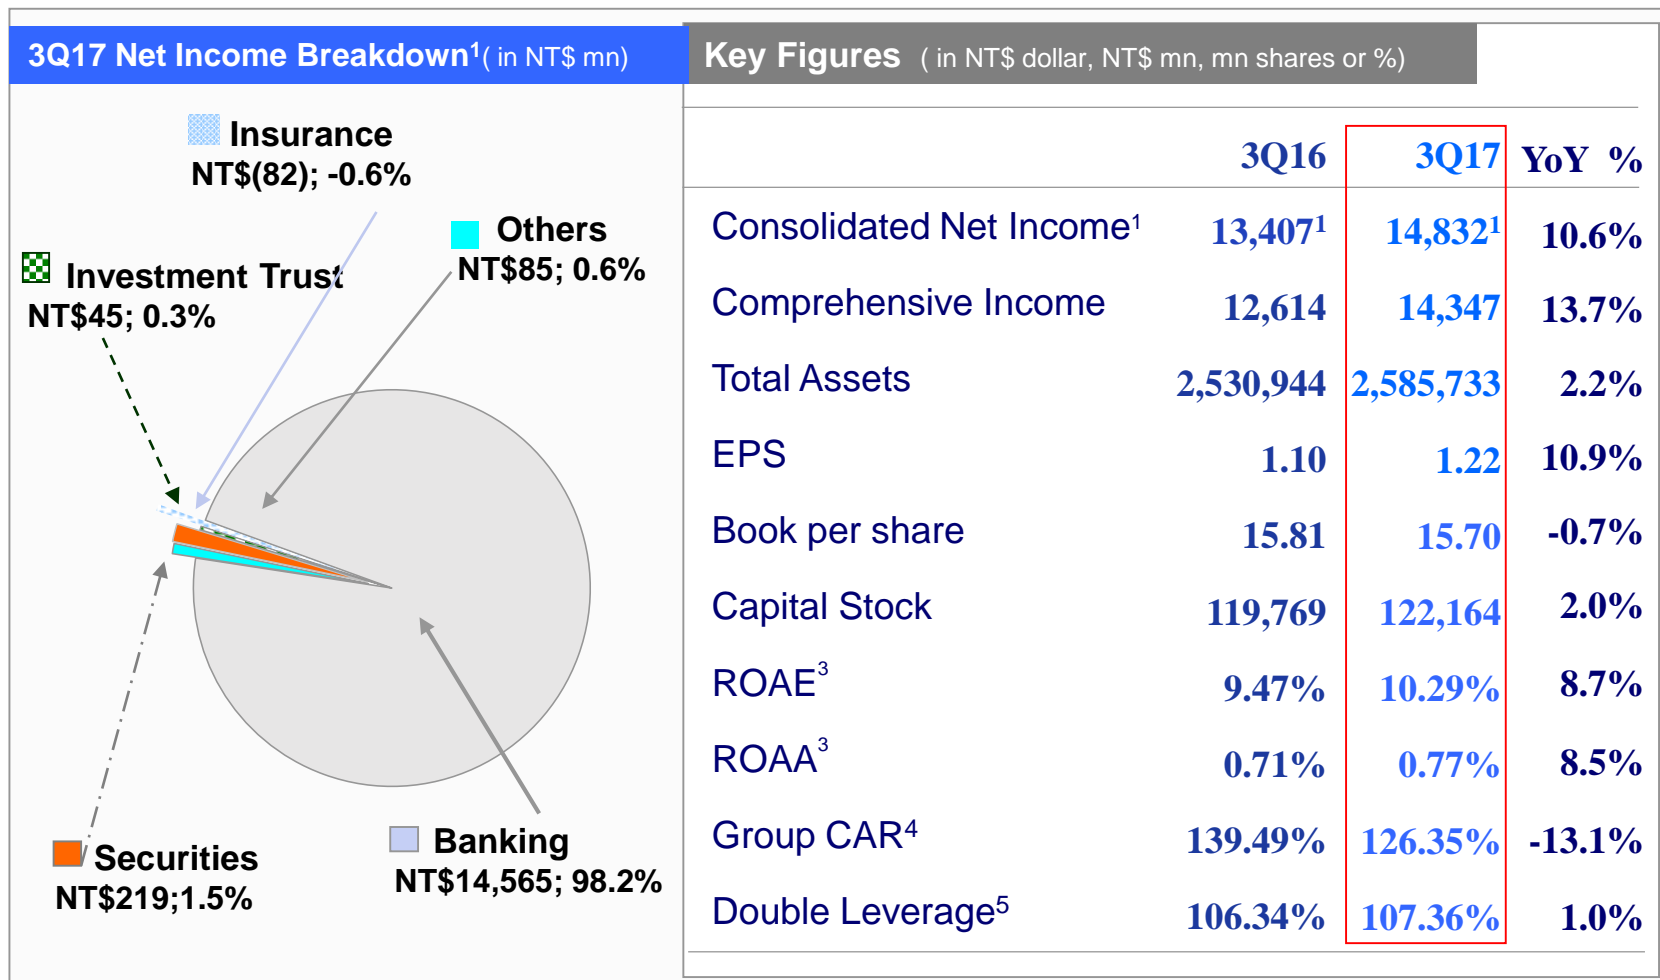 3Q17 Net Income Breakdown¹( in NT$ mn)
Insurance
NT$(82); -0.6%
Others
NT$85; 0.6%
Investment Trust
NT$45; 0.3%
Securities
NT$219;1.5%
Banking
NT$14,565; 98.2%
Key Figures ( in NT$ dollar, NT$ mn, mn shares or %)
3Q16 3Q17 YoY %
Consolidated Net Income¹ 13,407¹ 14,832¹ 10.6%
Comprehensive Income 12,614 14,347 13.7%
Total Assets 2,530,944 2,585,733 2.2%
EPS 1.10 1.22 10.9%
Book per share 15.81 15.70 -0.7%
Capital Stock 119,769 122,164 2.0%
ROAE³ 9.47% 10.29% 8.7%
ROAA³ 0.71% 0.77% 8.5%
Group CAR⁴ 139.49% 126.35% -13.1%
Double Leverage⁵ 106.34% 107.36% 1.0%